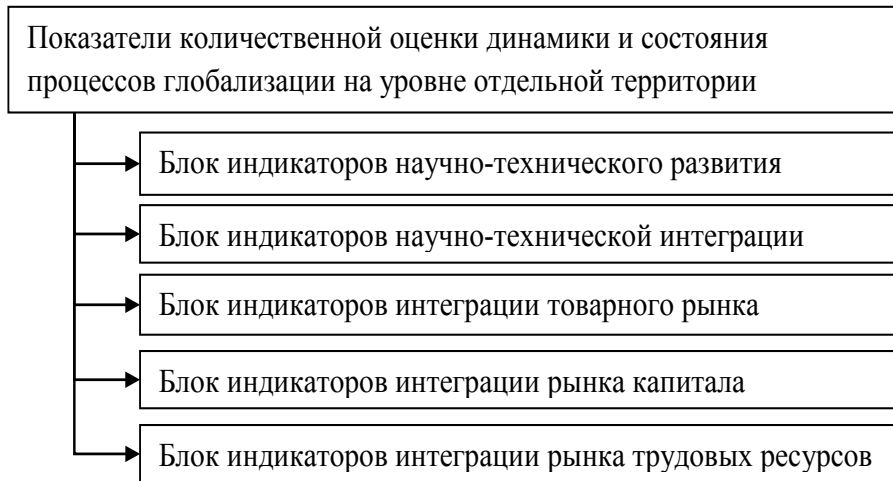 Показатели количественной оценки динамики и состояния
процессов глобализации на уровне отдельной территории
Блок индикаторов научно-технического развития
Блок индикаторов научно-технической интеграции
Блок индикаторов интеграции товарного рынка
Блок индикаторов интеграции рынка капитала
Блок индикаторов интеграции рынка трудовых ресурсов